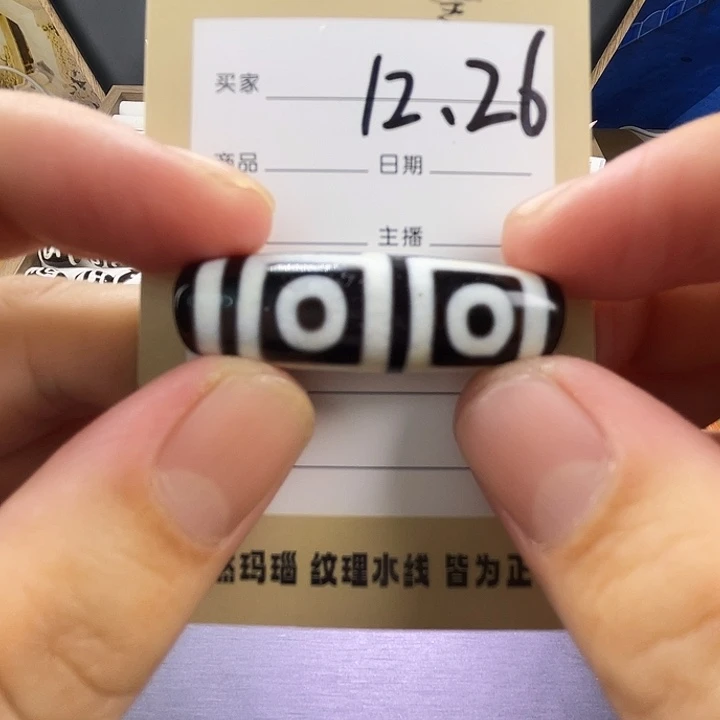 买家 12.26
商品 日期
主播
然玛瑙 纹理水线 皆为正